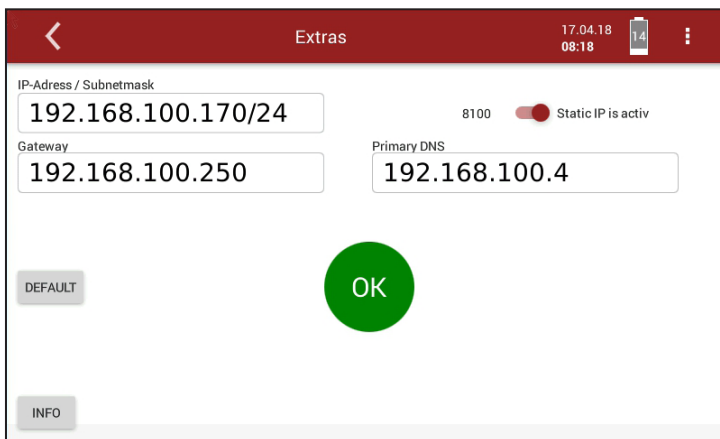 Extras
17.04.18
08:18
14
IP-Adress / Subnetmask
192.168.100.170/24
8100
Static IP is activ
Gateway
192.168.100.250
Primary DNS
192.168.100.4
DEFAULT
OK
INFO